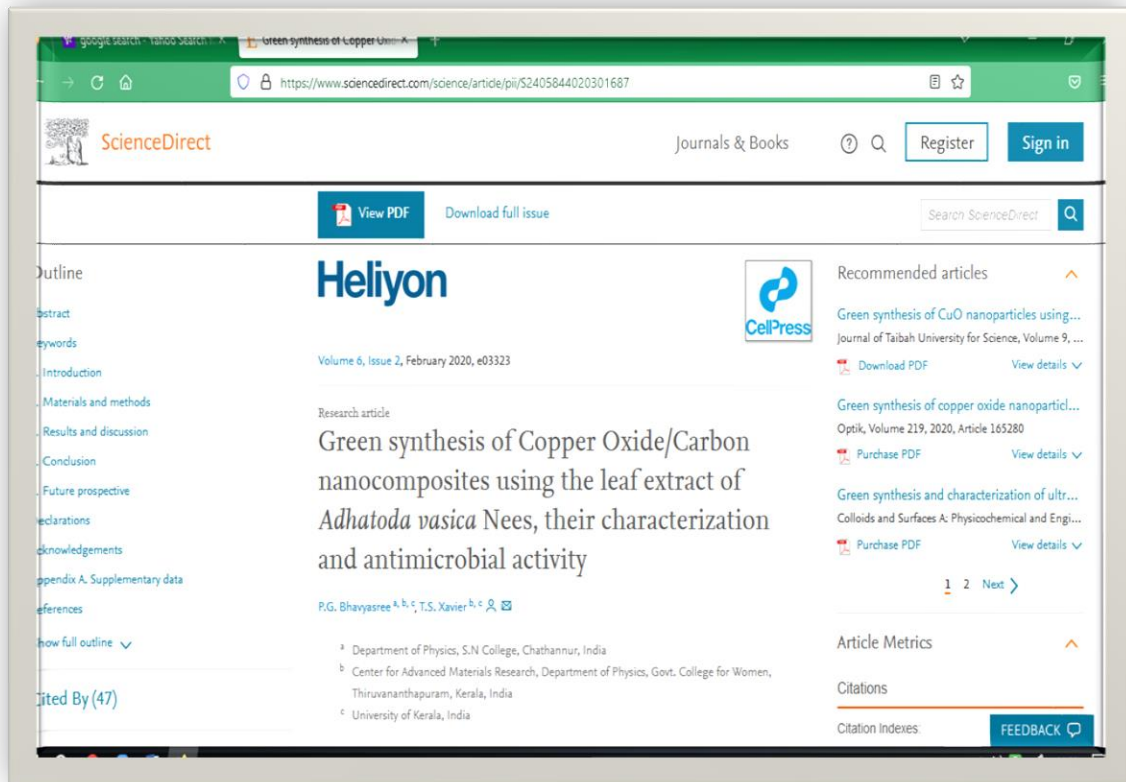 google search - Yahoo Search
Green synthesis of Copper Oxi
https://www.sciencedirect.com/science/article/pii/S2405844020301687
ScienceDirect
Journals & Books
Register
Sign in
View PDF
Download full issue
Search ScienceDirect
Outline
Abstract
Keywords
. Introduction
. Materials and methods
. Results and discussion
. Conclusion
. Future prospective
Declarations
Acknowledgements
Appendix A. Supplementary data
References
Show full outline
Cited By (47)
Heliyon
CellPress
Volume 6, Issue 2, February 2020, e03323
Research article
Green synthesis of Copper Oxide/Carbon
nanocomposites using the leaf extract of
Adhatoda vasica Nees, their characterization
and antimicrobial activity
P.G. Bhavyasree a, b, c, T.S. Xavier b, c
a Department of Physics, S.N College, Chathannur, India
b Center for Advanced Materials Research, Department of Physics, Govt. College for Women,
Thiruvananthapuram, Kerala, India
c University of Kerala, India
Recommended articles
Green synthesis of CuO nanoparticles using...
Journal of Taibah University for Science, Volume 9, ...
Download PDF
View details
Green synthesis of copper oxide nanoparticl...
Optik, Volume 219, 2020, Article 165280
Purchase PDF
View details
Green synthesis and characterization of ultr...
Colloids and Surfaces A: Physicochemical and Engi...
Purchase PDF
View details
1 2 Next
Article Metrics
Citations
Citation Indexes:
FEEDBACK